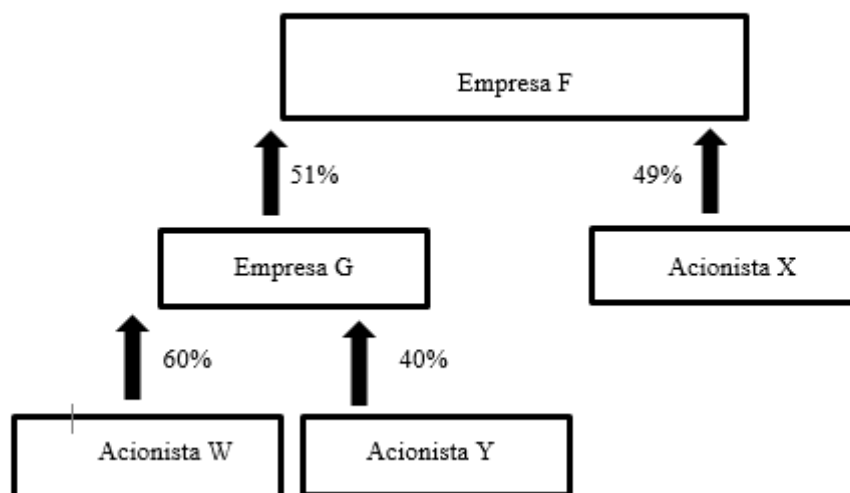 Empresa F
51%
49%
Empresa G
Acionista X
60%
40%
Acionista W
Acionista Y